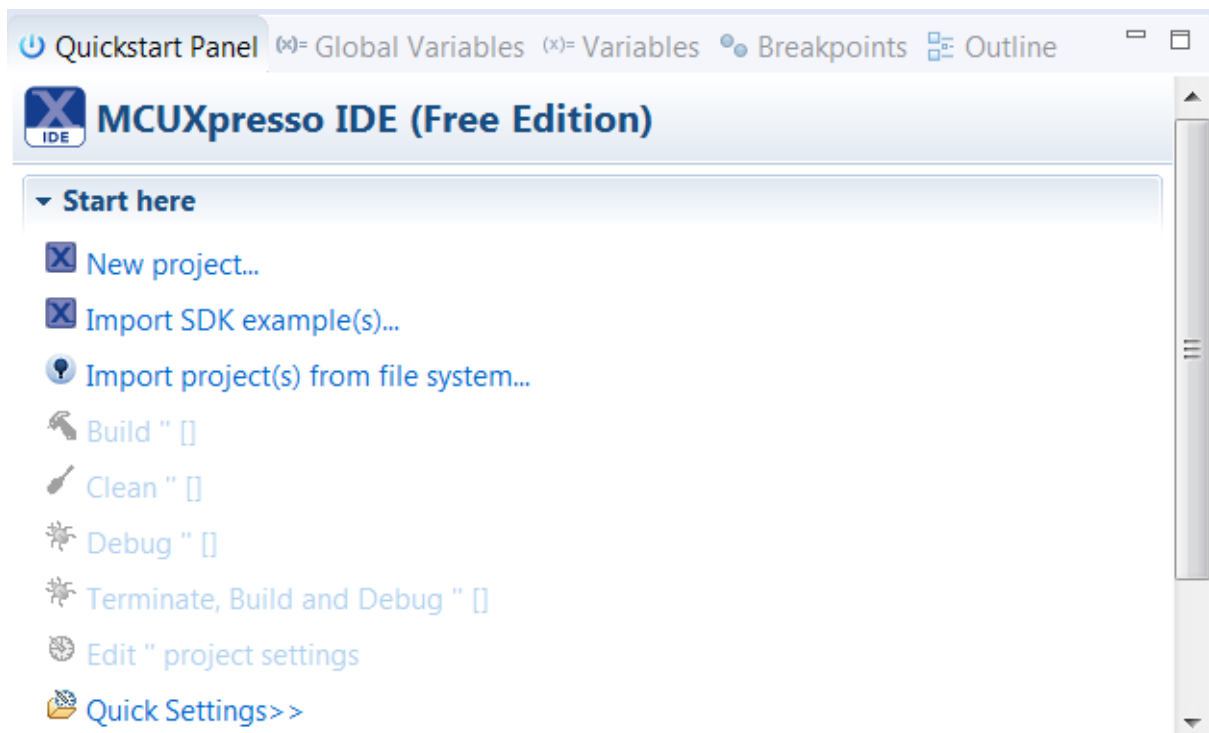 Quickstart Panel (x)= Global Variables (x)= Variables Breakpoints Outline
X IDE MCUXpresso IDE (Free Edition)
Start here
X New project...
X Import SDK example(s)...
Import project(s) from file system...
Build '' []
Clean '' []
Debug '' []
Terminate, Build and Debug '' []
Edit '' project settings
Quick Settings>>